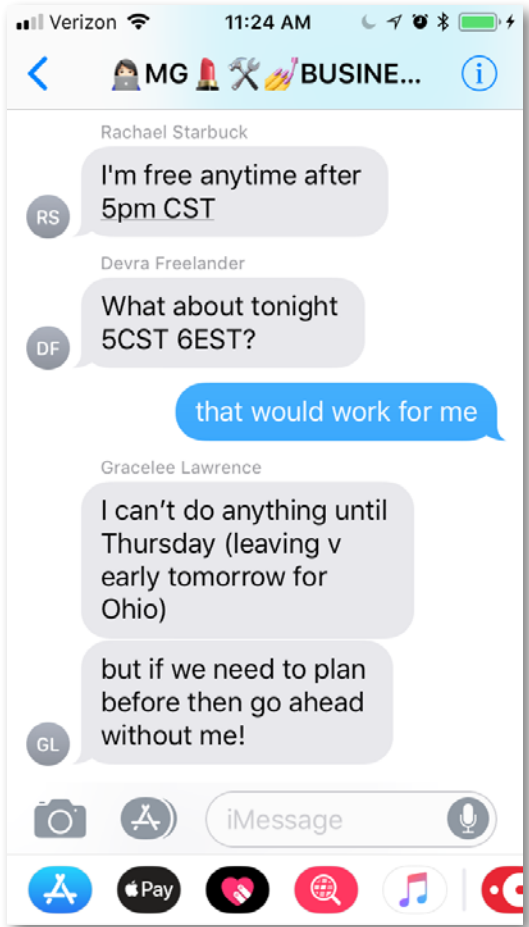 Verizon 11:24 AM
MG BUSINE...
Rachael Starbuck
I'm free anytime after
5pm CST
RS
Devra Freelander
What about tonight
5CST 6EST?
DF
that would work for me
Gracelee Lawrence
I can't do anything until
Thursday (leaving v
early tomorrow for
Ohio)
but if we need to plan
before then go ahead
without me!
GL
iMessage
Pay